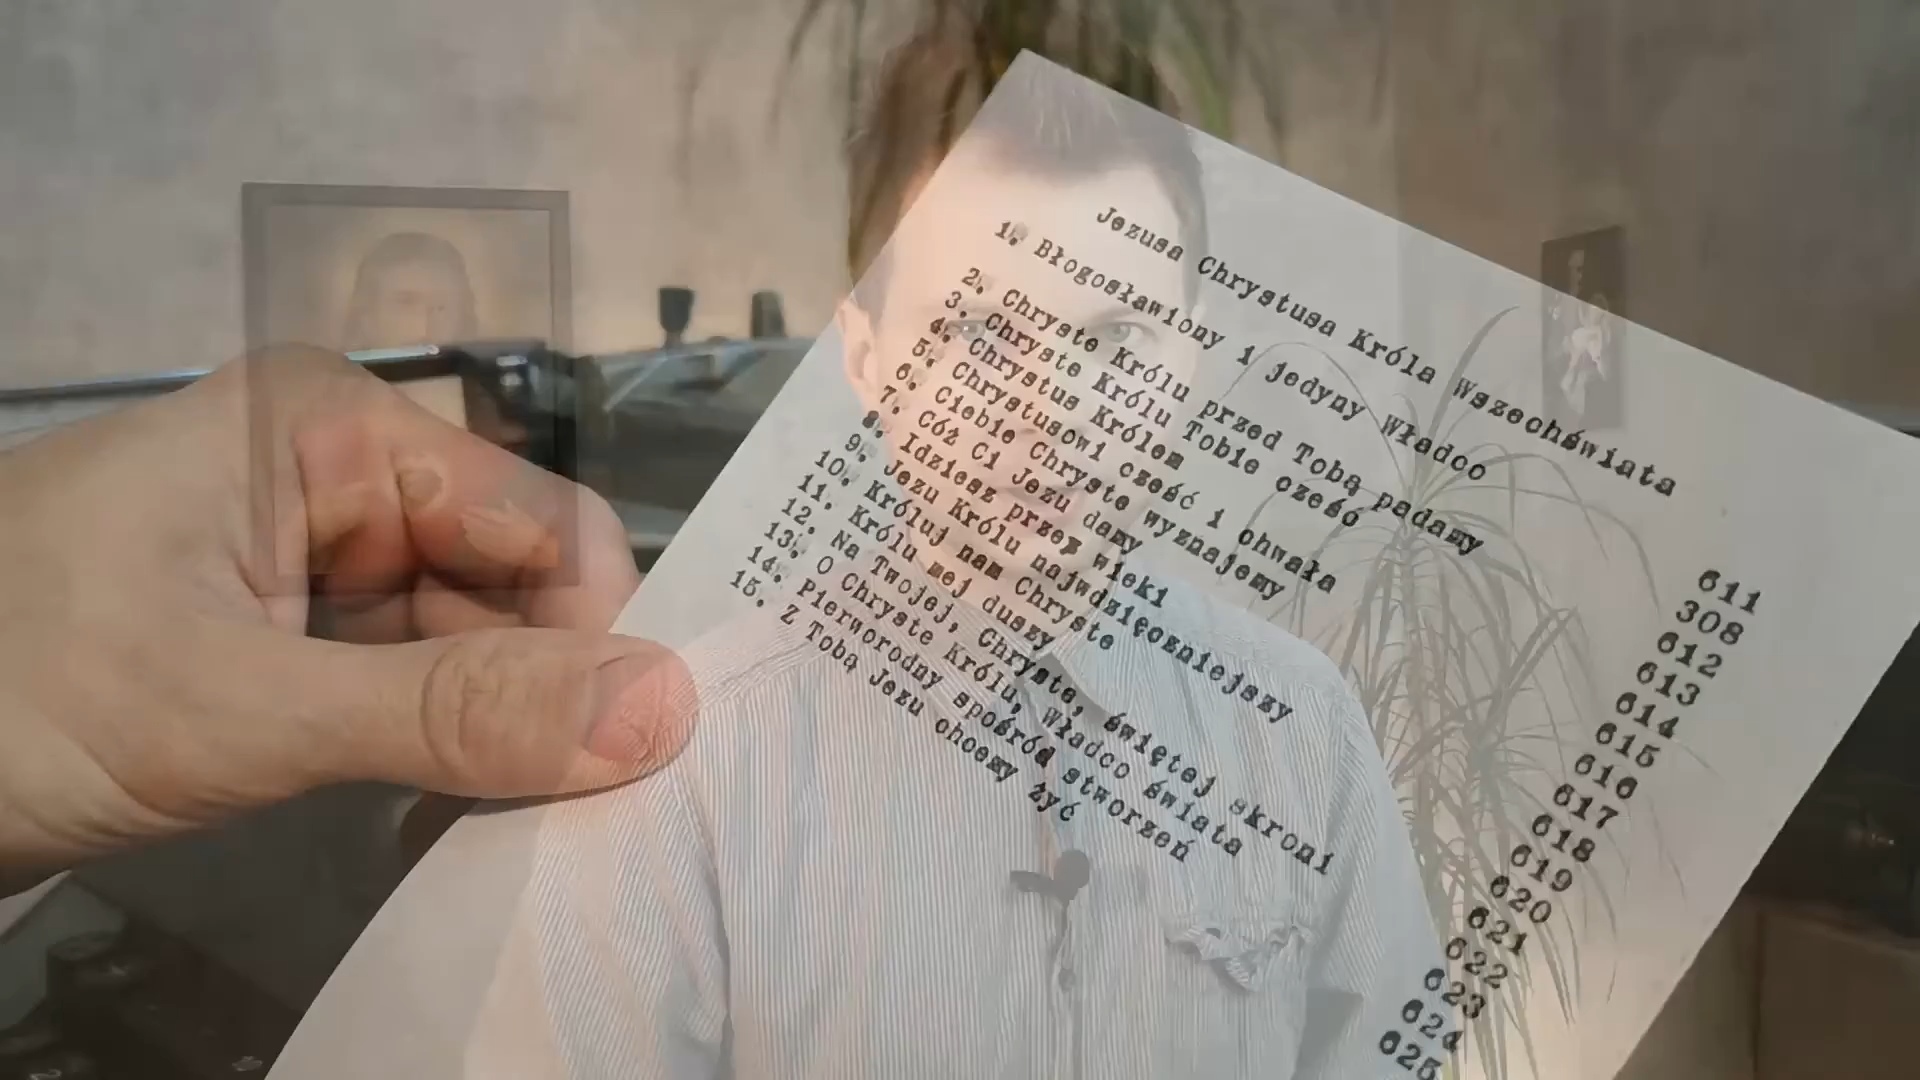 Jezusa Chrystusa Króla Wszechświata
1. Błogosławiony i jedyny Władco 611
308
2. Chryste Królu przed Tobą padamy 612
3. Chryste Królu Tobie cześć 613
4. Chrystus Królem 614
5. Chrystusowi cześć i chwała 615
6. Ciebie Chryste wyznajemy 616
7. Cóż Ci Jezu damy 617
8. Idziesz przez wieki 618
9. Jezu Królu najwdzięczniejszy 619
10. Króluj nam Chryste 620
11. Królu mej duszy 621
12. Na Twojej, Chryste, świętej skroni 622
13. O Chryste Królu, Władco świata 623
14. Pierworodny spośród stworzeń 624
15. Z Tobą Jezu chcemy żyć 625